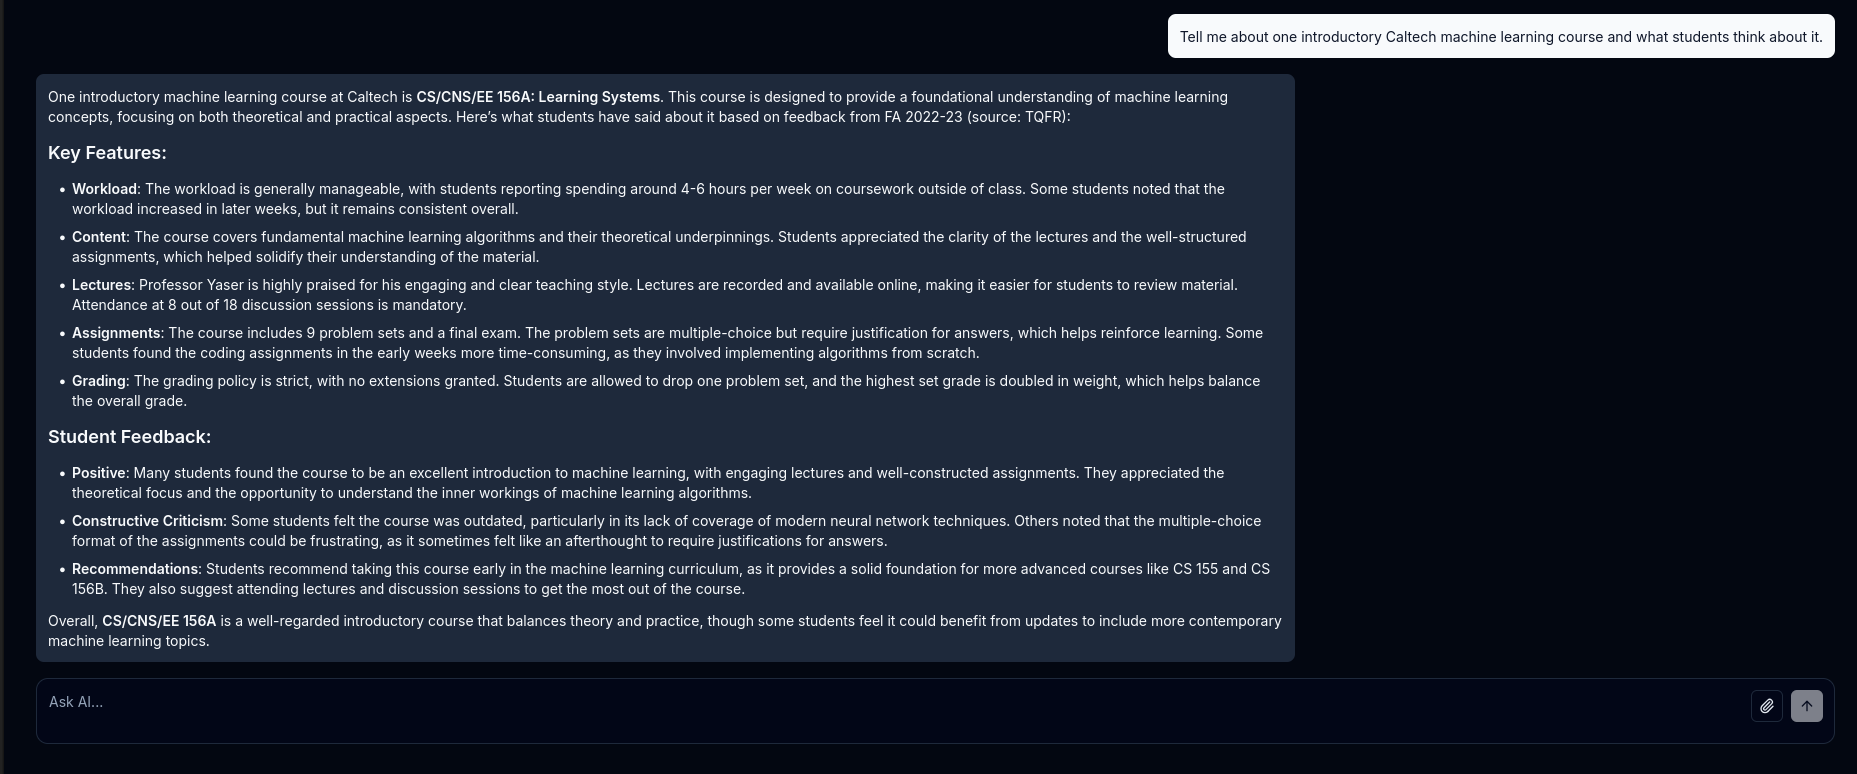 Tell me about one introductory Caltech machine learning course and what students think about it.
One introductory machine learning course at Caltech is CS/CNS/EE 156A: Learning Systems. This course is designed to provide a foundational understanding of machine learning
concepts, focusing on both theoretical and practical aspects. Here's what students have said about it based on feedback from FA 2022-23 (source: TQFR):
Key Features:
• Workload: The workload is generally manageable, with students reporting spending around 4-6 hours per week on coursework outside of class. Some students noted that the
workload increased in later weeks, but it remains consistent overall.
• Content: The course covers fundamental machine learning algorithms and their theoretical underpinnings. Students appreciated the clarity of the lectures and the well-structured
assignments, which helped solidify their understanding of the material.
• Lectures: Professor Yaser is highly praised for his engaging and clear teaching style. Lectures are recorded and available online, making it easier for students to review material.
Attendance at 8 out of 18 discussion sessions is mandatory.
• Assignments: The course includes 9 problem sets and a final exam. The problem sets are multiple-choice but require justification for answers, which helps reinforce learning. Some
students found the coding assignments in the early weeks more time-consuming, as they involved implementing algorithms from scratch.
• Grading: The grading policy is strict, with no extensions granted. Students are allowed to drop one problem set, and the highest set grade is doubled in weight, which helps balance
the overall grade.
Student Feedback:
• Positive: Many students found the course to be an excellent introduction to machine learning, with engaging lectures and well-constructed assignments. They appreciated the
theoretical focus and the opportunity to understand the inner workings of machine learning algorithms.
• Constructive Criticism: Some students felt the course was outdated, particularly in its lack of coverage of modern neural network techniques. Others noted that the multiple-choice
format of the assignments could be frustrating, as it sometimes felt like an afterthought to require justifications for answers.
• Recommendations: Students recommend taking this course early in the machine learning curriculum, as it provides a solid foundation for more advanced courses like CS 155 and CS
156B. They also suggest attending lectures and discussion sessions to get the most out of the course.
Overall, CS/CNS/EE 156A is a well-regarded introductory course that balances theory and practice, though some students feel it could benefit from updates to include more contemporary
machine learning topics.
Ask AI...